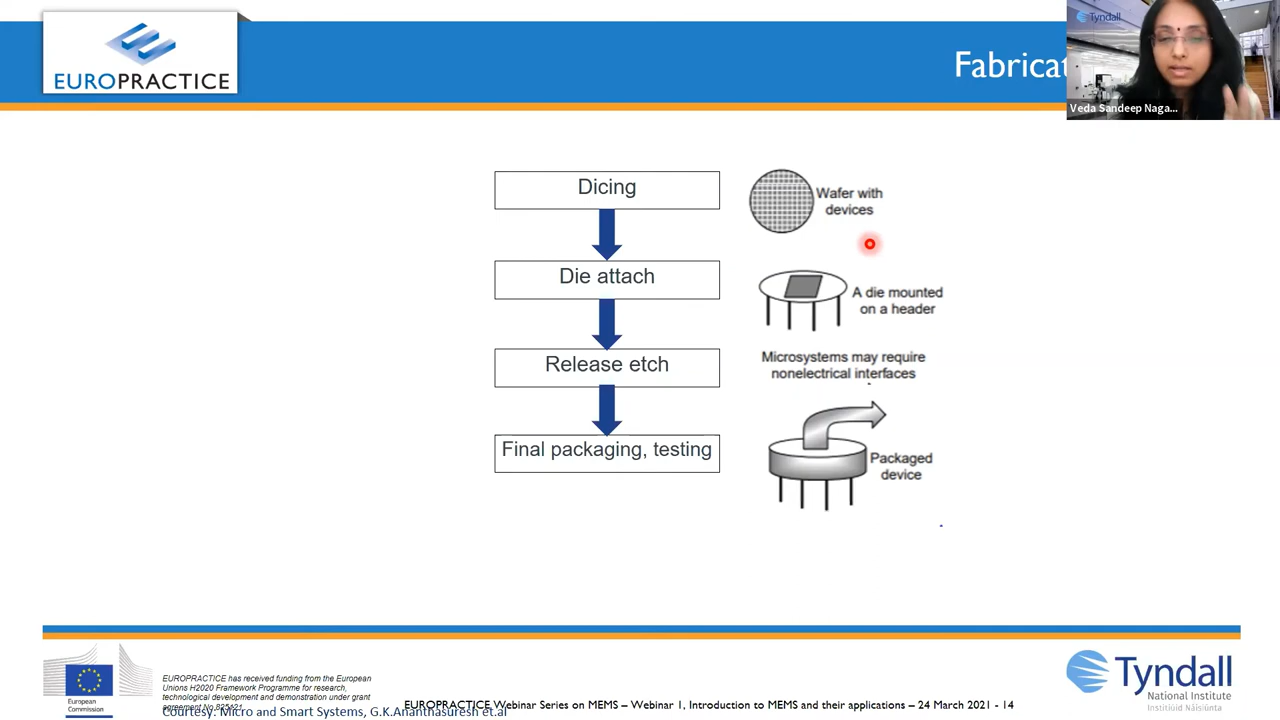 EUROPRACTICE
Tyndall
Veda Sandeep Naga...
Dicing
Wafer with
devices
Die attach
A die mounted
on a header
Release etch
Microsystems may require
nonelectrical interfaces
Final packaging, testing
Packaged
device
European
Commission
EUROPRACTICE has received funding from the European
Unions H2020 Framework Programme for research,
technological development and demonstration under grant
agreement
Courtesy: Micro and Smart Systems, G.K.Ananthasuresh et.al
EUROPRACTICE Webinar Series on MEMS – Webinar 1, Introduction to MEMS and their applications – 24 March 2021 - 14
Tyndall
National Institute
Institiúid Náisiúnta